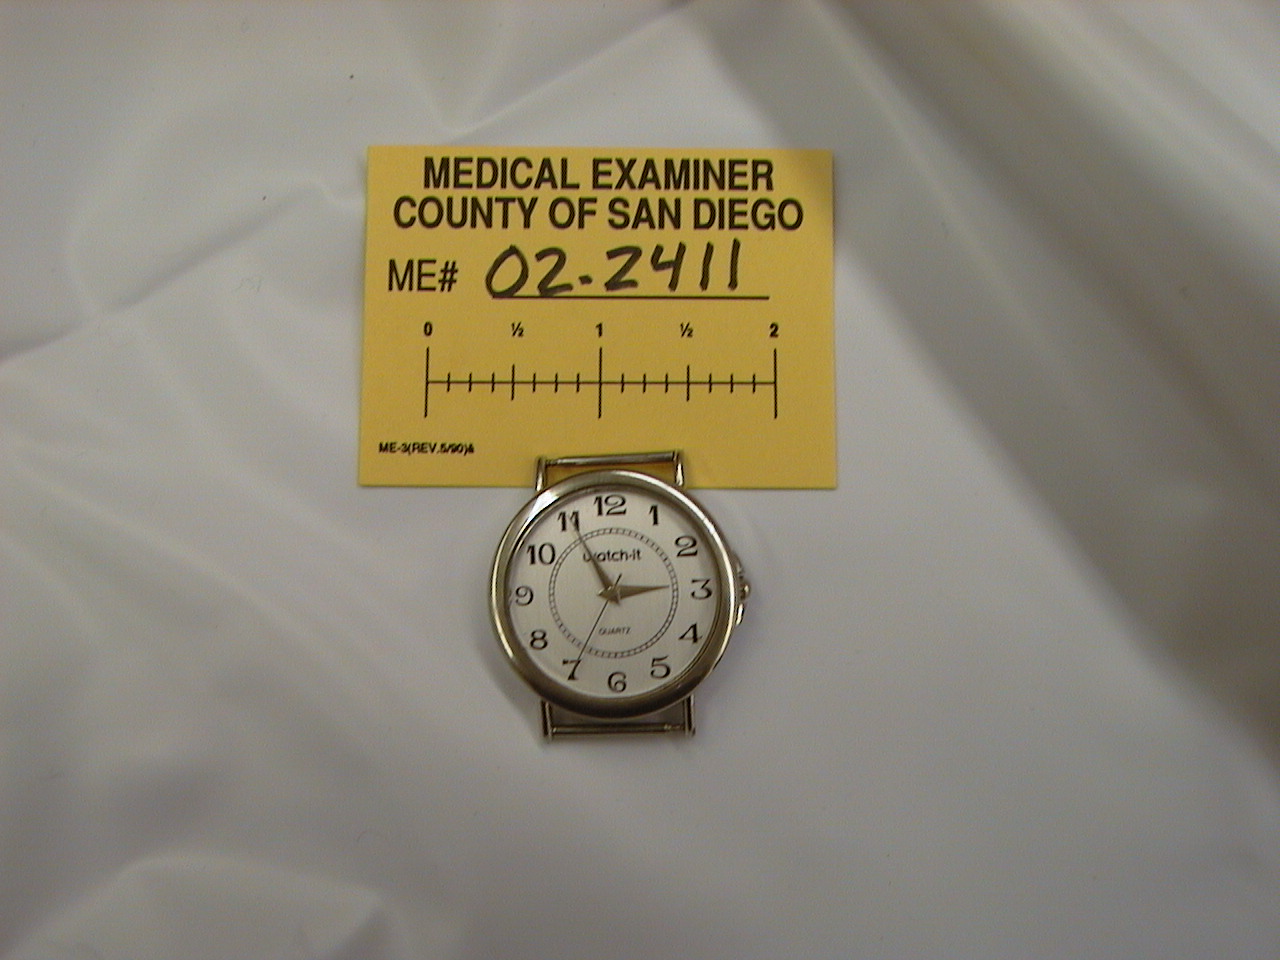 MEDICAL EXAMINER
COUNTY OF SAN DIEGO
ME# 02-2411
0 ½ 1 ½ 2
ME-3(REV.5/90)&
12
11 1
watch-it
10 2
9 3
QUARTZ
8 4
7 5
6